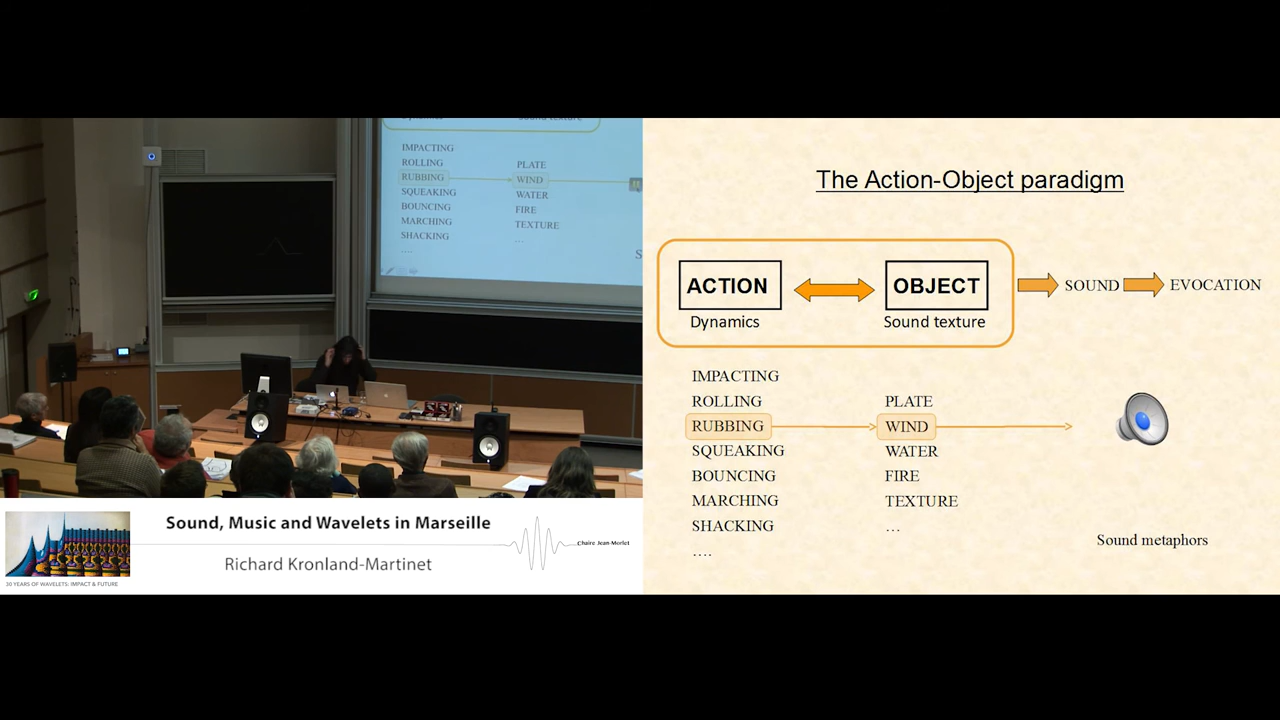 Sound texture
IMPACTING
ROLLING
RUBBING
SQUEAKING
BOUNCING
MARCHING
SHACKING
....
PLATE
WIND
WATER
FIRE
TEXTURE
...
S
Sound, Music and Wavelets in Marseille
Chaire Jean-Morlet
Richard Kronland-Martinet
30 YEARS OF WAVELETS: IMPACT & FUTURE
The Action-Object paradigm
ACTION
OBJECT
SOUND
EVOCATION
Dynamics
Sound texture
IMPACTING
ROLLING
RUBBING
SQUEAKING
BOUNCING
MARCHING
SHACKING
....
PLATE
WIND
WATER
FIRE
TEXTURE
...
Sound metaphors